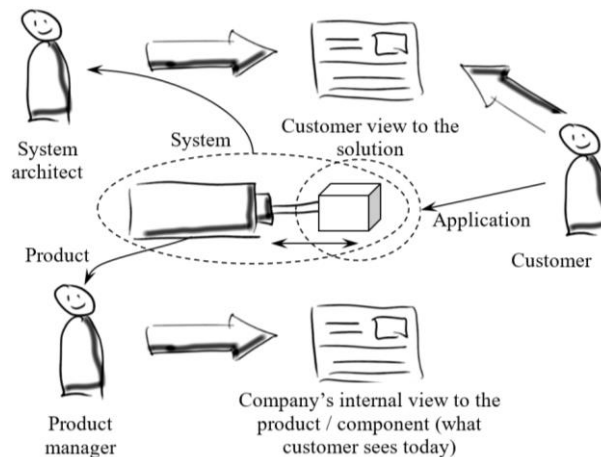 System
architect
System
Customer view to the
solution
Application
Customer
Product
Product
manager
Company's internal view to the
product / component (what
customer sees today)